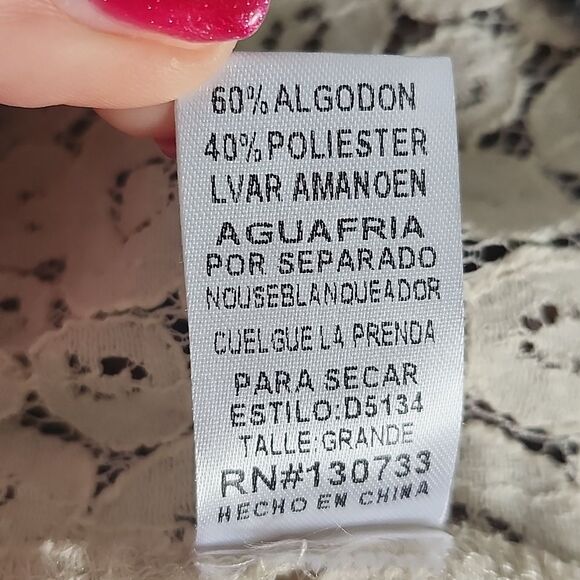 60% ALGODON
40% POLIESTER
LVAR AMANOEN
AGUAFRIA
POR SEPARADO
NOUSEBLANQUEADOR
CUELGUE LA PRENDA
PARA SECAR
ESTILO:D5134
TALLE:GRANDE
RN#130733
HECHO EN CHINA